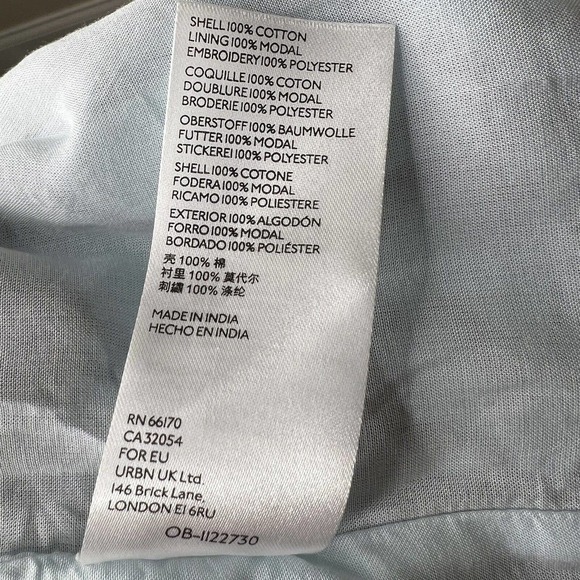 SHELL 100% COTTON
LINING 100% MODAL
EMBROIDERY 100% POLYESTER
COQUILLE 100% COTON
DOUBLURE 100% MODAL
BRODERIE 100% POLYESTER
OBERSTOFF 100% BAUMWOLLE
FUTTER 100% MODAL
STICKEREI 100% POLYESTER
SHELL 100% COTONE
FODERA 100% MODAL
RICAMO 100% POLIESTERE
EXTERIOR 100% ALGODÓN
FORRO 100% MODAL
BORDADO 100% POLIÉSTER
壳 100% 棉
衬里 100% 莫代尔
刺繡 100% 涤纶
MADE IN INDIA
HECHO EN INDIA
RN 66170
CA 32054
FOR EU
URBN UK Ltd.
146 Brick Lane,
LONDON E1 6RU
OB-1122730